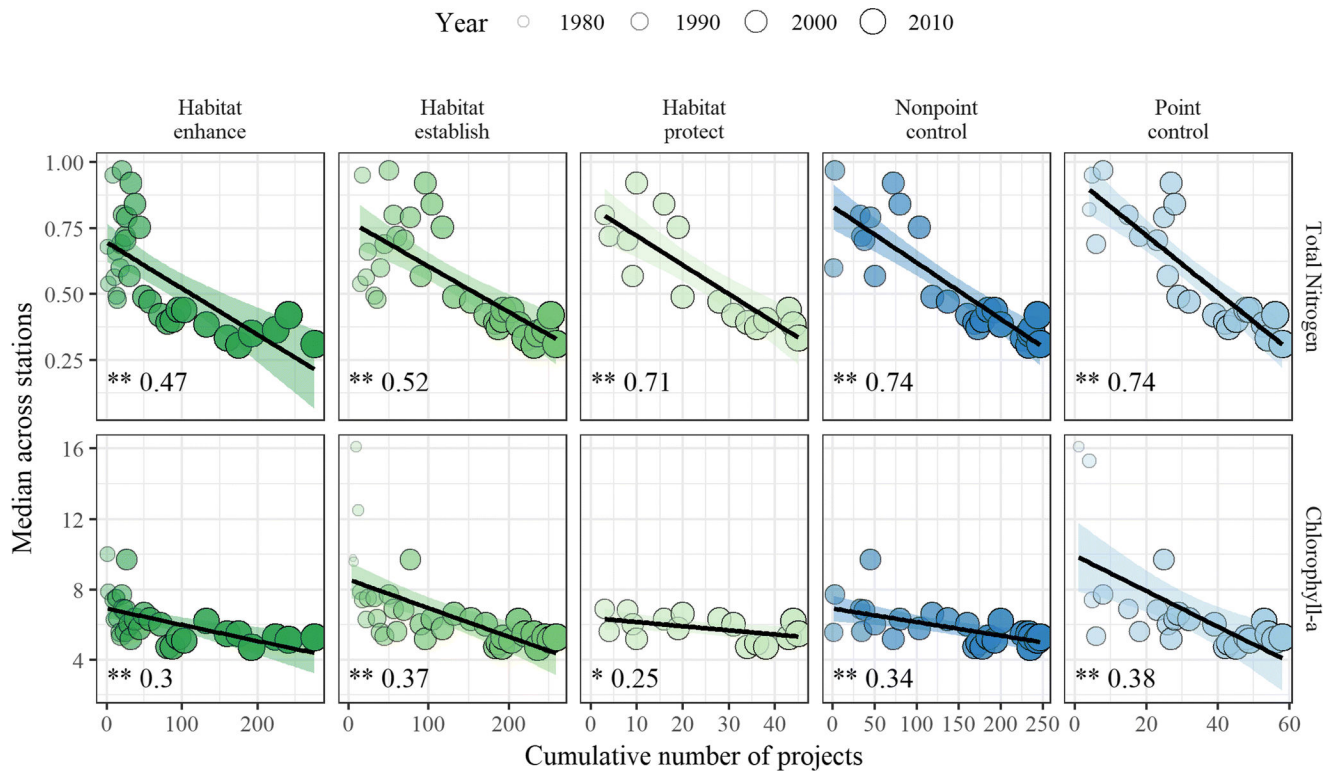 Year 1980 1990 2000 2010
Habitat Habitat Habitat Nonpoint Point
enhance establish protect control control
Median across stations
1.00
0.75
0.50
0.25
** 0.47 ** 0.52 ** 0.71 ** 0.74 ** 0.74
Total Nitrogen
16
12
8
4
** 0.3 ** 0.37 * 0.25 ** 0.34 ** 0.38
Chlorophyll-a
0 100 200 0 100 200 0 10 20 30 40 0 50 100 150 200 250 0 20 40 60
Cumulative number of projects